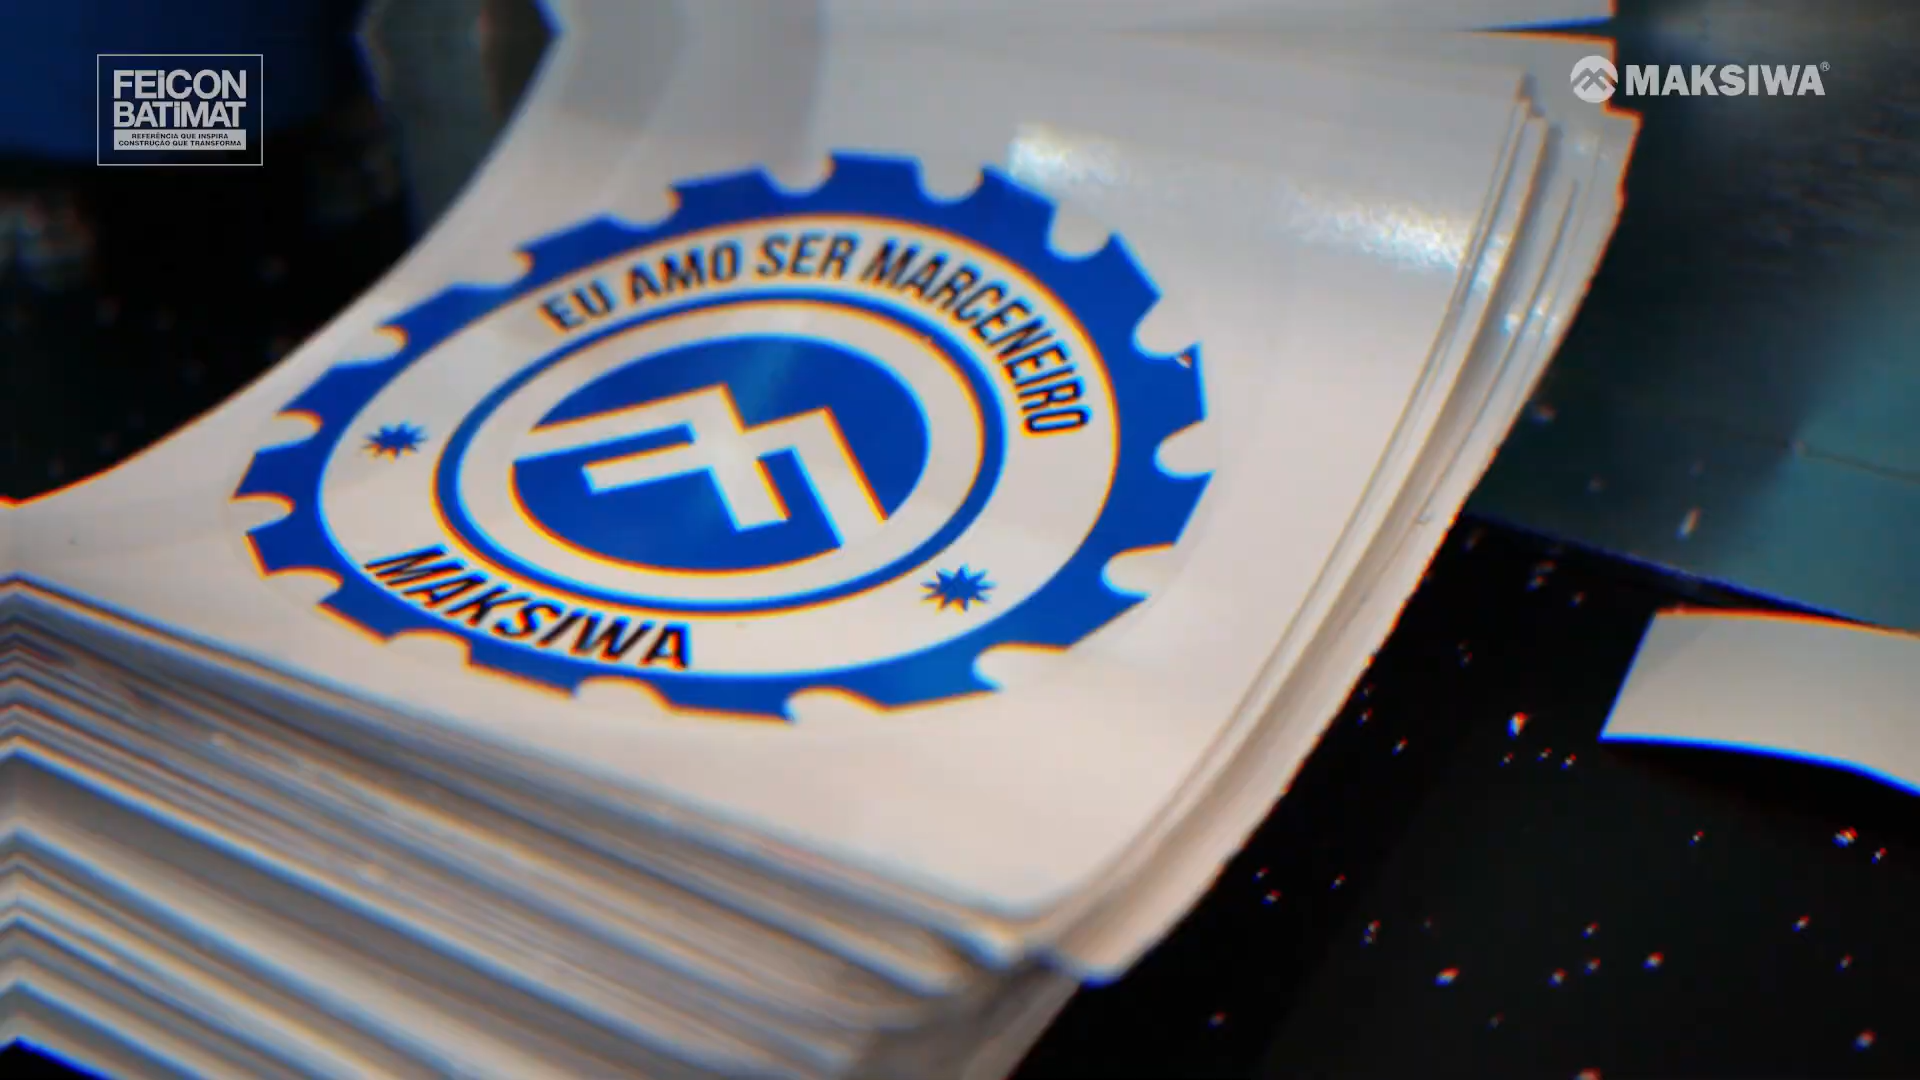 FEICON
BATIMAT
REFERÊNCIA QUE INSPIRA
CONSTRUÇÃO QUE TRANSFORMA
MAKSIWA®
EU AMO SER MARCENEIRO
MAKSIWA